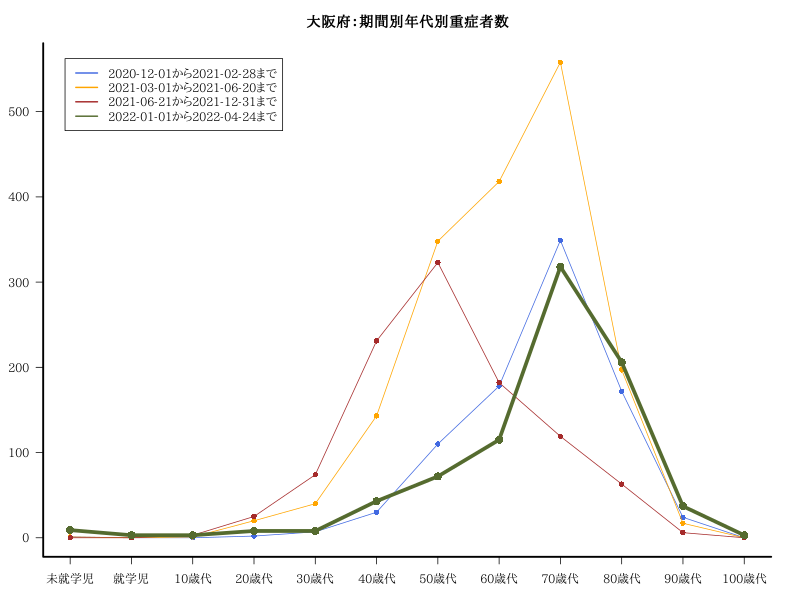 大阪府：期間別年代別重症者数
2020-12-01から2021-02-28まで
2021-03-01から2021-06-20まで
2021-06-21から2021-12-31まで
2022-01-01から2022-04-24まで
500
400
300
200
100
0
未就学児 就学児 10歳代 20歳代 30歳代 40歳代 50歳代 60歳代 70歳代 80歳代 90歳代 100歳代